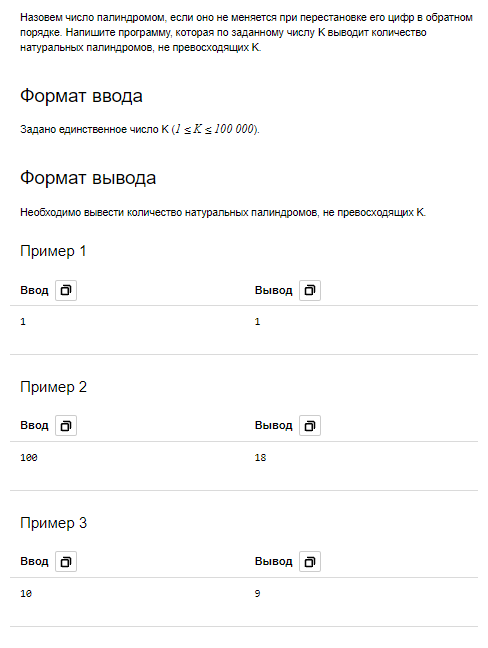 Назовем число палиндромом, если оно не меняется при перестановке его цифр в обратном
порядке. Напишите программу, которая по заданному числу K выводит количество
натуральных палиндромов, не превосходящих K.
Формат ввода
Задано единственное число K (1 ≤ K ≤ 100 000).
Формат вывода
Необходимо вывести количество натуральных палиндромов, не превосходящих K.
Пример 1
Ввод Вывод
1 1
Пример 2
Ввод Вывод
100 18
Пример 3
Ввод Вывод
10 9